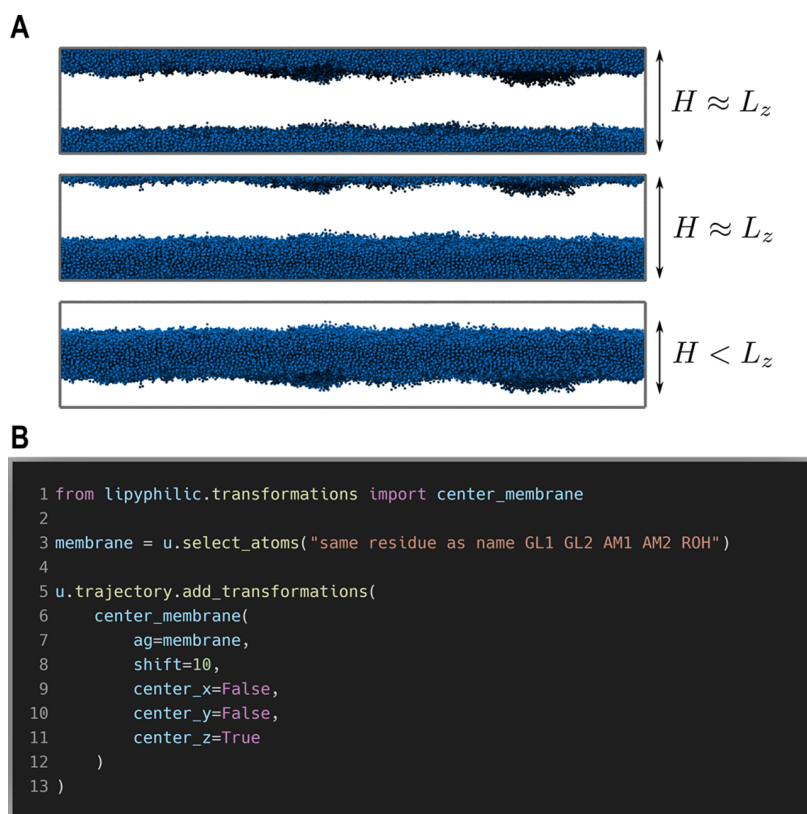 A
H ≈ L_z
H ≈ L_z
H < L_z
B
1 from lipyphilic.transformations import center_membrane
2
3 membrane = u.select_atoms("same residue as name GL1 GL2 AM1 AM2 ROH")
4
5 u.trajectory.add_transformations(
6     center_membrane(
7         ag=membrane,
8         shift=10,
9         center_x=False,
10         center_y=False,
11         center_z=True
12     )
13 )